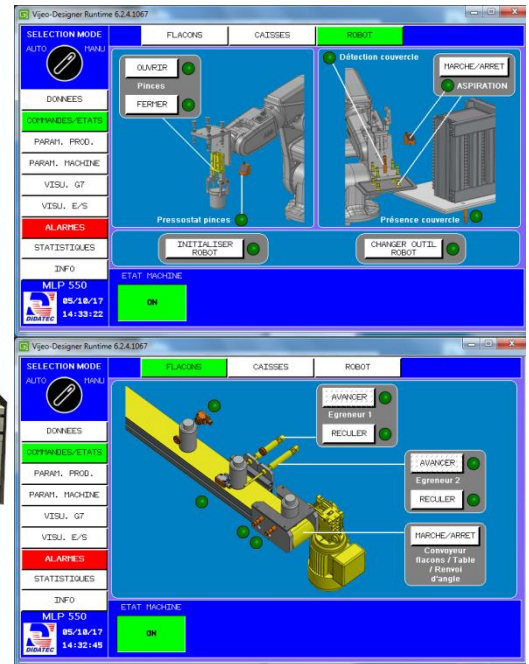 Vijeo-Designer Runtime 6.2.4.1067
SELECTION MODE
AUTO
MANU
FLACONS
CAISSES
ROBOT
DONNEES
COMMANDES/ETATS
PARAM. PROD.
PARAM. MACHINE
VISU. G7
VISU. E/S
ALARMES
STATISTIQUES
INFO
MLP 550
05/10/17
14:33:22
DIDATEC
OUVRIR
Pinces
FERMER
Pressostat pinces
Détection couvercle
MARCHE/ARRET
ASPIRATION
Présence couvercle
INITIALISER
ROBOT
CHANGER OUTIL
ROBOT
ETAT MACHINE
ON
Vijeo-Designer Runtime 6.2.4.1067
SELECTION MODE
AUTO
MANU
FLACONS
CAISSES
ROBOT
DONNEES
COMMANDES/ETATS
PARAM. PROD.
PARAM. MACHINE
VISU. G7
VISU. E/S
ALARMES
STATISTIQUES
INFO
MLP 550
05/10/17
14:32:45
DIDATEC
AVANCER
Egreneur 1
RECULER
AVANCER
Egreneur 2
RECULER
MARCHE/ARRET
Convoyeur
flacons / Table
/ Renvoi
d'angle
ETAT MACHINE
ON